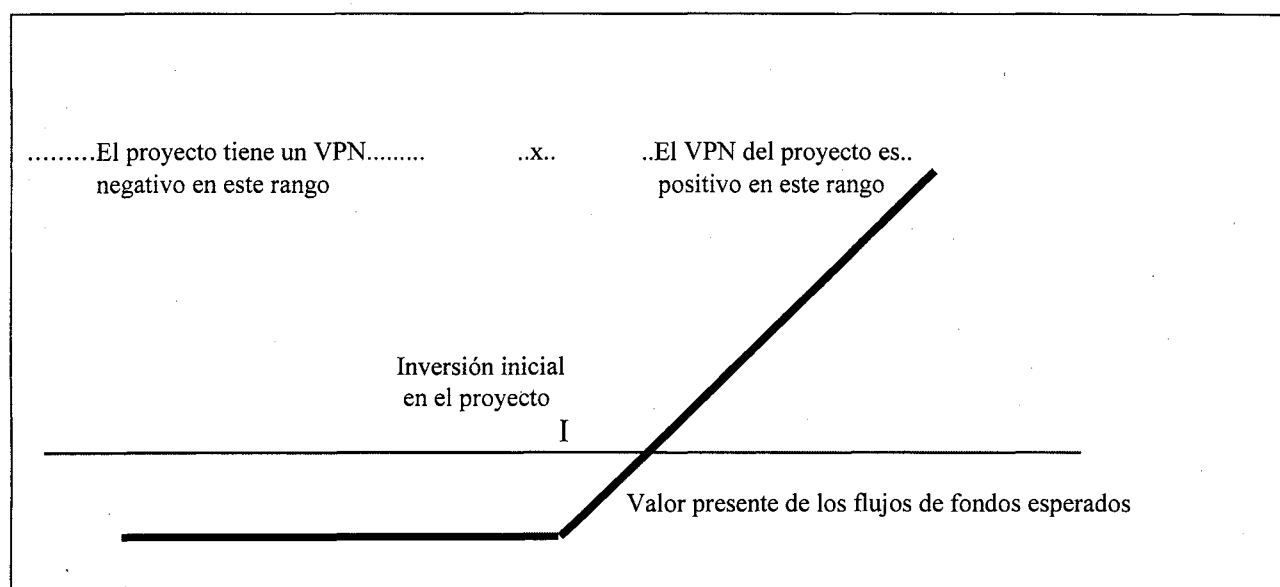 .........El proyecto tiene un VPN.........
negativo en este rango
..x..
..El VPN del proyecto es..
positivo en este rango
Inversión inicial
en el proyecto
I
Valor presente de los flujos de fondos esperados